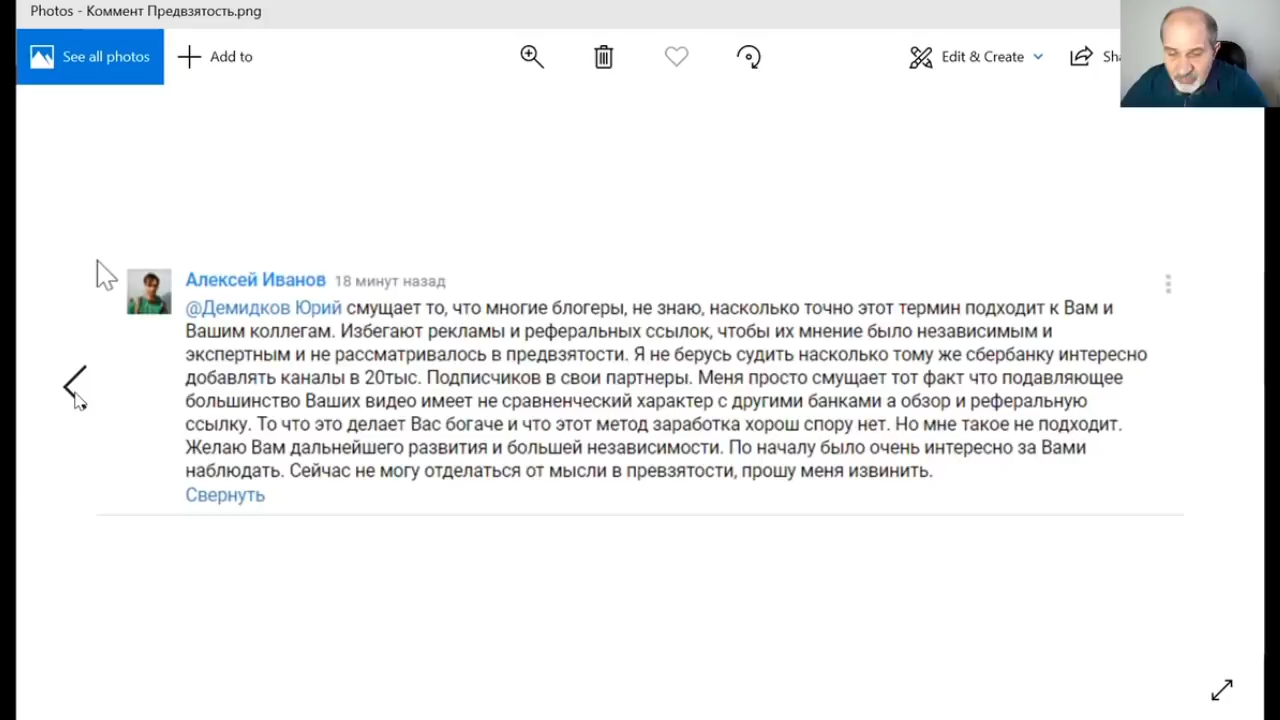 Photos - Коммент Предвзятость.png
See all photos
Add to
Edit & Create
Алексей Иванов 18 минут назад
@Демидков Юрий смущает то, что многие блогеры, не знаю, насколько точно этот термин подходит к Вам и
Вашим коллегам. Избегают рекламы и реферальных ссылок, чтобы их мнение было независимым и
экспертным и не рассматривалось в предвзятости. Я не берусь судить насколько тому же сбербанку интересно
добавлять каналы в 20тыс. Подписчиков в свои партнеры. Меня просто смущает тот факт что подавляющее
большинство Ваших видео имеет не сравненческий характер с другими банками а обзор и реферальную
ссылку. То что это делает Вас богаче и что этот метод заработка хорош спору нет. Но мне такое не подходит.
Желаю Вам дальнейшего развития и большей независимости. По началу было очень интересно за Вами
наблюдать. Сейчас не могу отделаться от мысли в превзятости, прошу меня извинить.
Свернуть